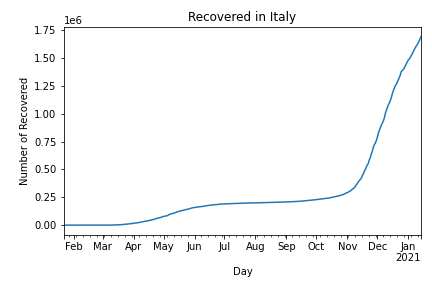 Recovered in Italy
1e6
1.75
1.50
1.25
1.00
0.75
0.50
0.25
0.00
Number of Recovered
Feb Mar Apr May Jun Jul Aug Sep Oct Nov Dec Jan
2021
Day